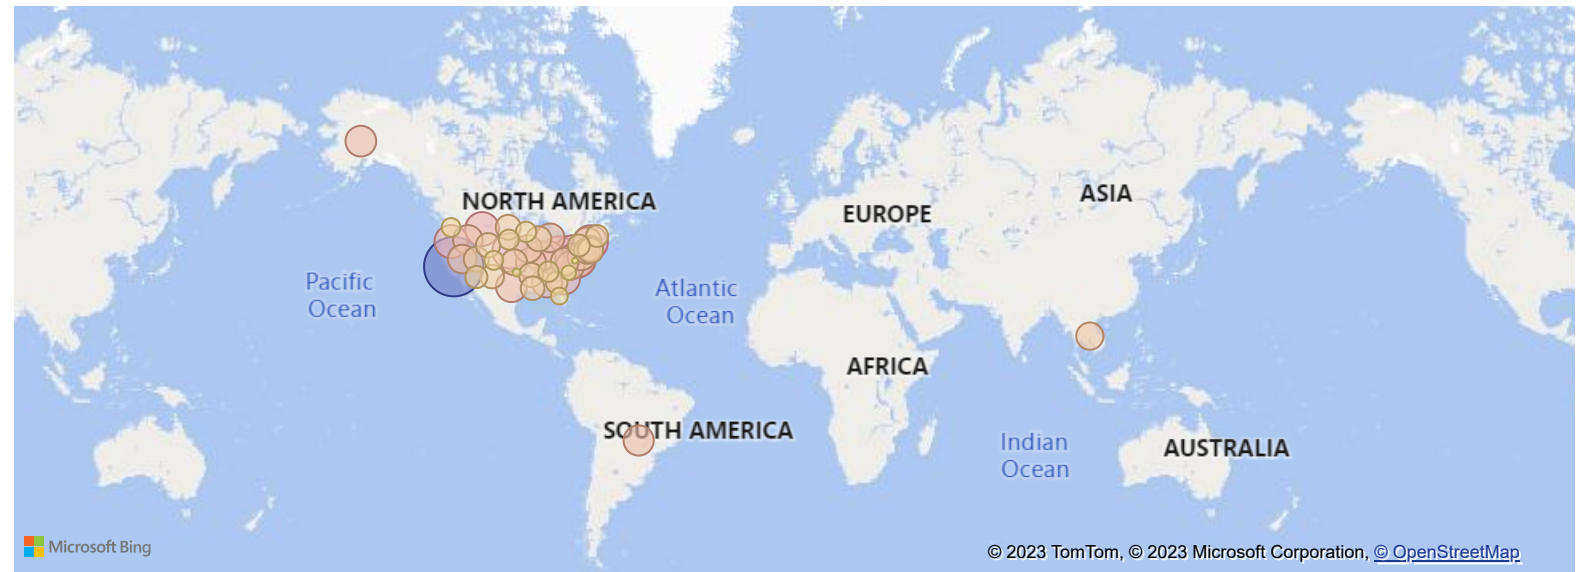 NORTH AMERICA
ASIA
EUROPE
Pacific
Ocean
Atlantic
Ocean
AFRICA
SOUTH AMERICA
Indian
Ocean
AUSTRALIA
Microsoft Bing
© 2023 TomTom, © 2023 Microsoft Corporation, © OpenStreetMap